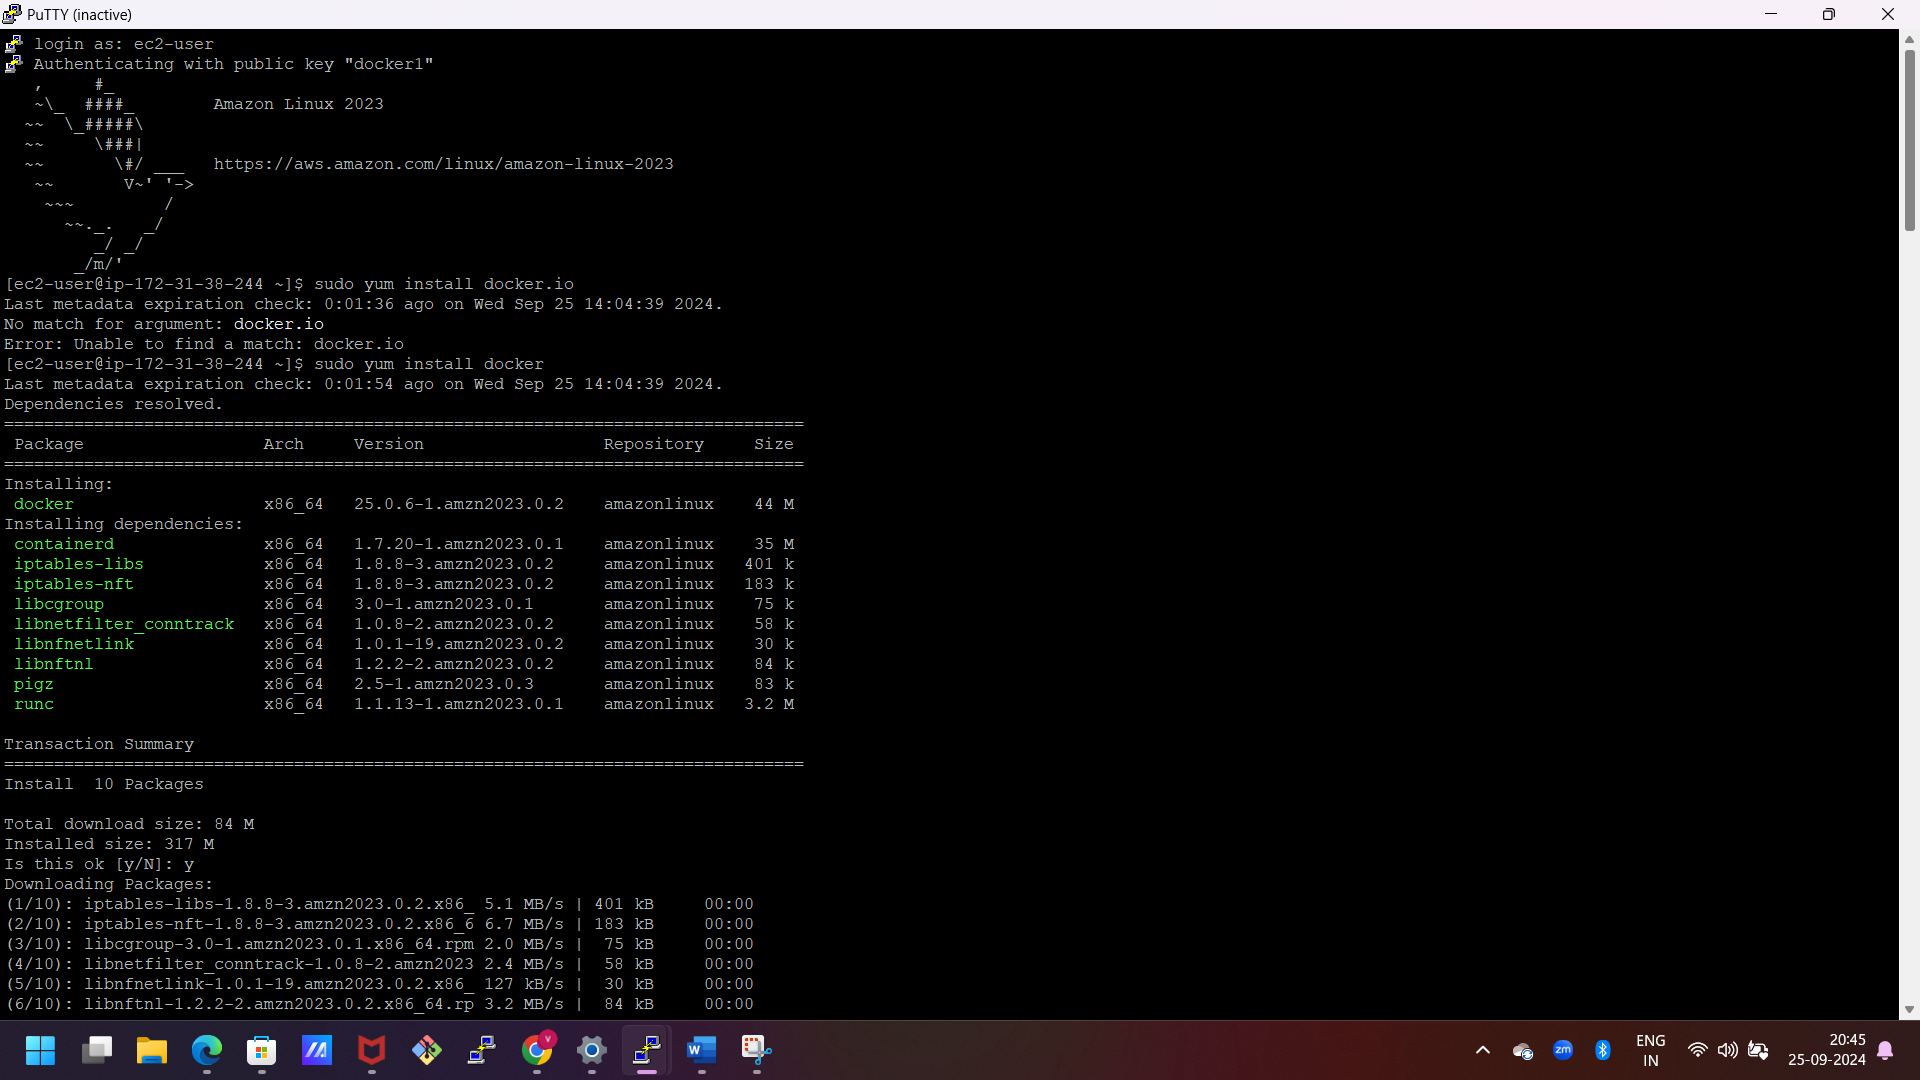 PuTTY (inactive)
login as: ec2-user
Authenticating with public key "docker1"
   ,     #_
   ~\_  ####_        Amazon Linux 2023
  ~~  \_#####\
  ~~     \###|
  ~~       \#/ ___   https://aws.amazon.com/linux/amazon-linux-2023
   ~~       V~' '->
    ~~~         /
      ~~._.   _/
         _/ _/
       _/m/'
[ec2-user@ip-172-31-38-244 ~]$ sudo yum install docker.io
Last metadata expiration check: 0:01:36 ago on Wed Sep 25 14:04:39 2024.
No match for argument: docker.io
Error: Unable to find a match: docker.io
[ec2-user@ip-172-31-38-244 ~]$ sudo yum install docker
Last metadata expiration check: 0:01:54 ago on Wed Sep 25 14:04:39 2024.
Dependencies resolved.
================================================================================
 Package                 Arch     Version                  Repository     Size
================================================================================
Installing:
 docker                  x86_64   25.0.6-1.amzn2023.0.2    amazonlinux    44 M
Installing dependencies:
 containerd              x86_64   1.7.20-1.amzn2023.0.1    amazonlinux    35 M
 iptables-libs           x86_64   1.8.8-3.amzn2023.0.2     amazonlinux   401 k
 iptables-nft            x86_64   1.8.8-3.amzn2023.0.2     amazonlinux   183 k
 libcgroup               x86_64   3.0-1.amzn2023.0.1       amazonlinux    75 k
 libnetfilter_conntrack  x86_64   1.0.8-2.amzn2023.0.2     amazonlinux    58 k
 libnfnetlink            x86_64   1.0.1-19.amzn2023.0.2    amazonlinux    30 k
 libnftnl                x86_64   1.2.2-2.amzn2023.0.2     amazonlinux    84 k
 pigz                    x86_64   2.5-1.amzn2023.0.3       amazonlinux    83 k
 runc                    x86_64   1.1.13-1.amzn2023.0.1    amazonlinux   3.2 M
Transaction Summary
================================================================================
Install  10 Packages
Total download size: 84 M
Installed size: 317 M
Is this ok [y/N]: y
Downloading Packages:
(1/10): iptables-libs-1.8.8-3.amzn2023.0.2.x86_ 5.1 MB/s | 401 kB     00:00
(2/10): iptables-nft-1.8.8-3.amzn2023.0.2.x86_6 6.7 MB/s | 183 kB     00:00
(3/10): libcgroup-3.0-1.amzn2023.0.1.x86_64.rpm 2.0 MB/s |  75 kB     00:00
(4/10): libnetfilter_conntrack-1.0.8-2.amzn2023 2.4 MB/s |  58 kB     00:00
(5/10): libnfnetlink-1.0.1-19.amzn2023.0.2.x86_ 127 kB/s |  30 kB     00:00
(6/10): libnftnl-1.2.2-2.amzn2023.0.2.x86_64.rp 3.2 MB/s |  84 kB     00:00
V
W
zm
ENG
IN
20:45
25-09-2024